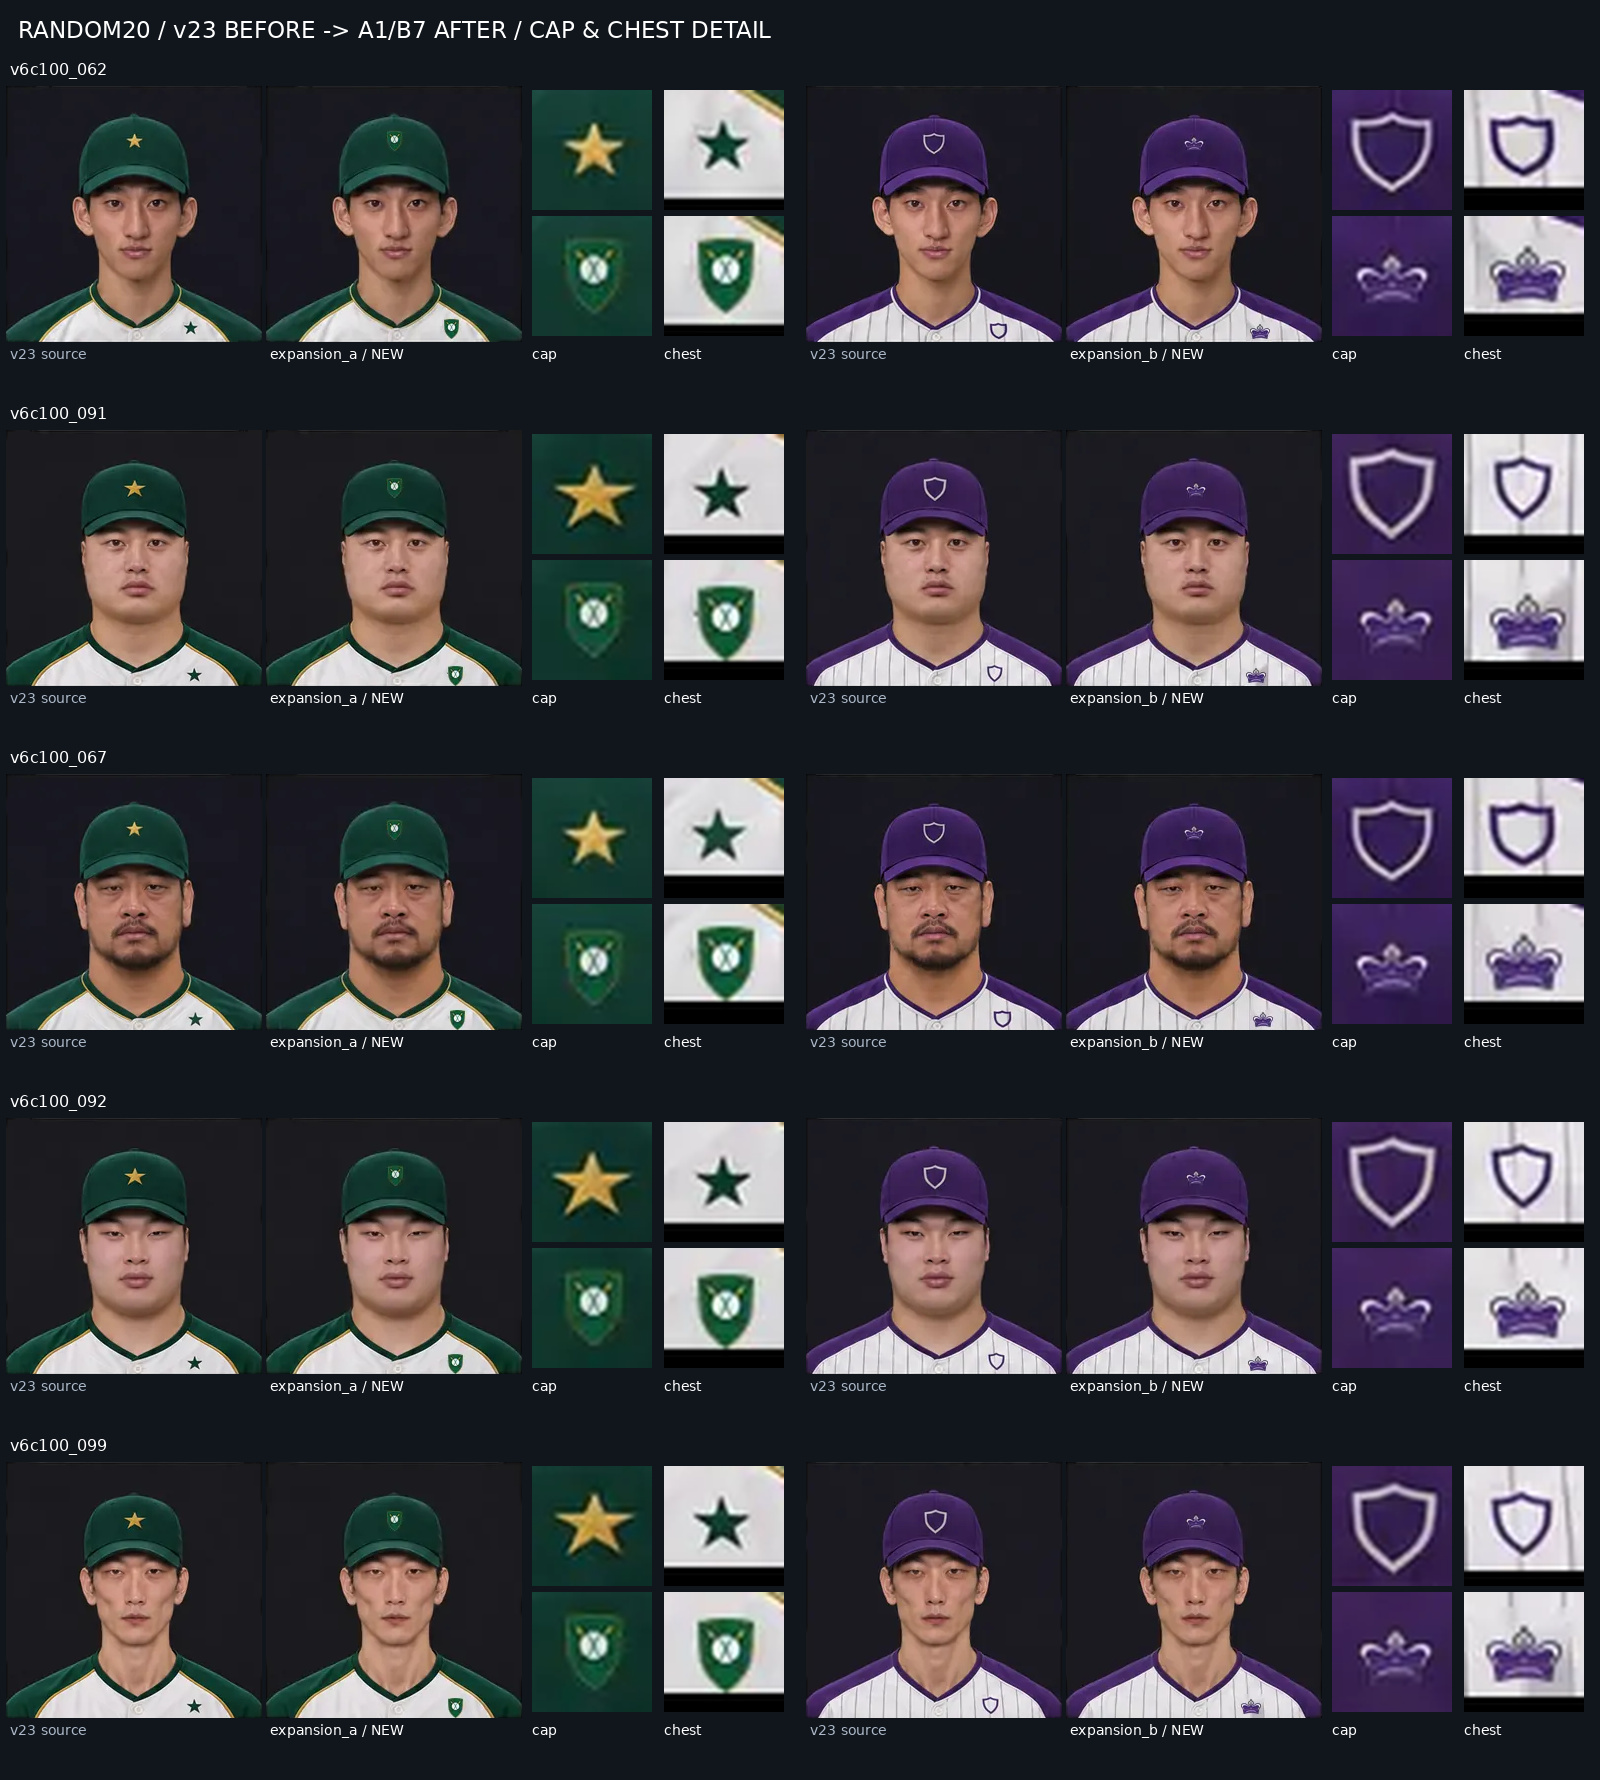 RANDOM20 / v23 BEFORE -> A1/B7 AFTER / CAP & CHEST DETAIL
v6c100_062
v23 source expansion_a / NEW cap chest v23 source expansion_b / NEW cap chest
v6c100_091
v23 source expansion_a / NEW cap chest v23 source expansion_b / NEW cap chest
v6c100_067
v23 source expansion_a / NEW cap chest v23 source expansion_b / NEW cap chest
v6c100_092
v23 source expansion_a / NEW cap chest v23 source expansion_b / NEW cap chest
v6c100_099
v23 source expansion_a / NEW cap chest v23 source expansion_b / NEW cap chest